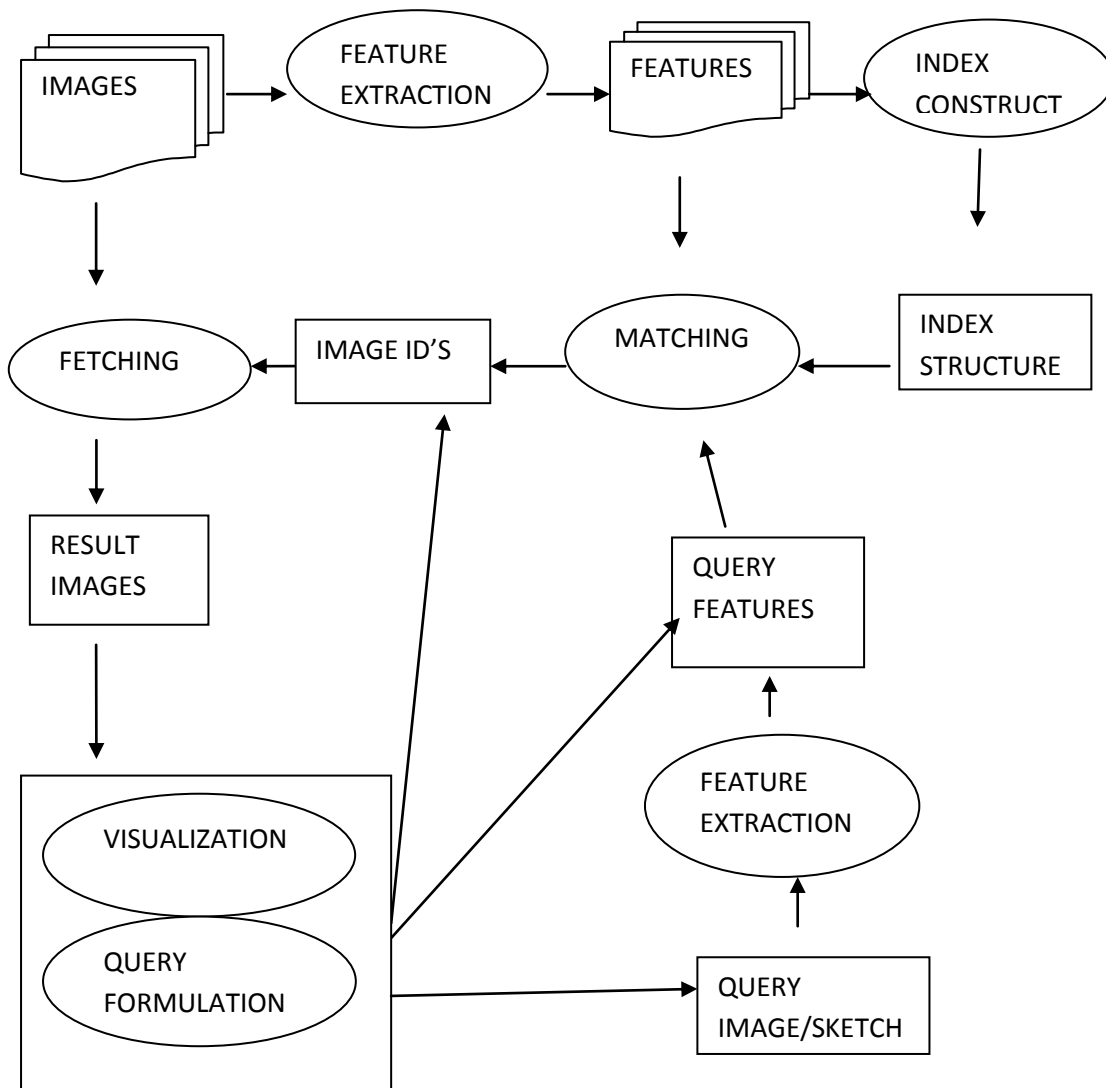 IMAGES
FEATURE
EXTRACTION
FEATURES
INDEX
CONSTRUCT
FETCHING
IMAGE ID’S
MATCHING
INDEX
STRUCTURE
RESULT
IMAGES
QUERY
FEATURES
FEATURE
EXTRACTION
VISUALIZATION
QUERY
FORMULATION
QUERY
IMAGE/SKETCH